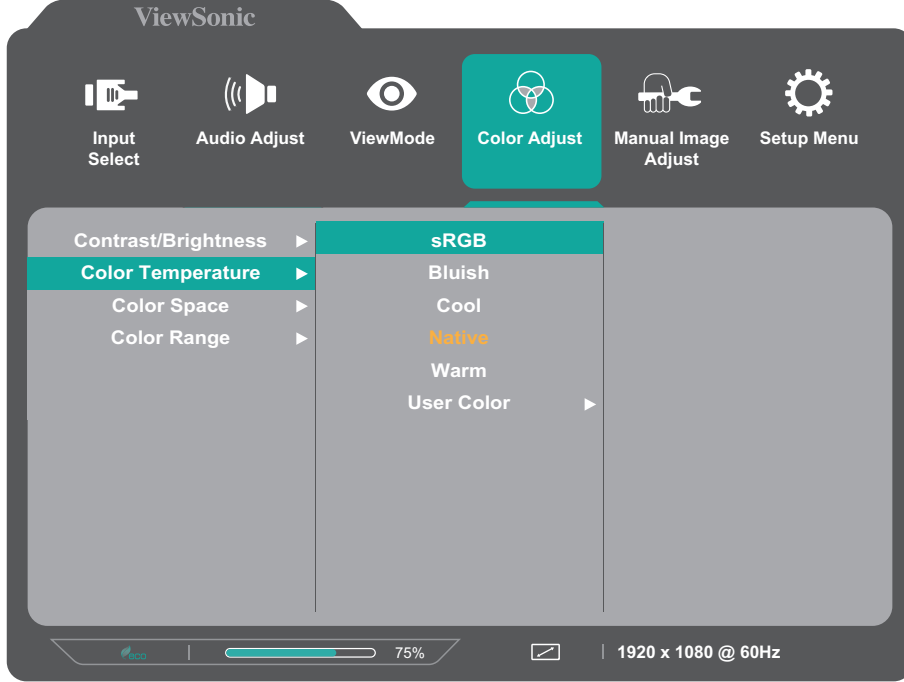 ViewSonic
Input
Select
Audio Adjust
ViewMode
Color Adjust
Manual Image
Adjust
Setup Menu
Contrast/Brightness
Color Temperature
Color Space
Color Range
sRGB
Bluish
Cool
Native
Warm
User Color
eco
75%
1920 x 1080 @ 60Hz